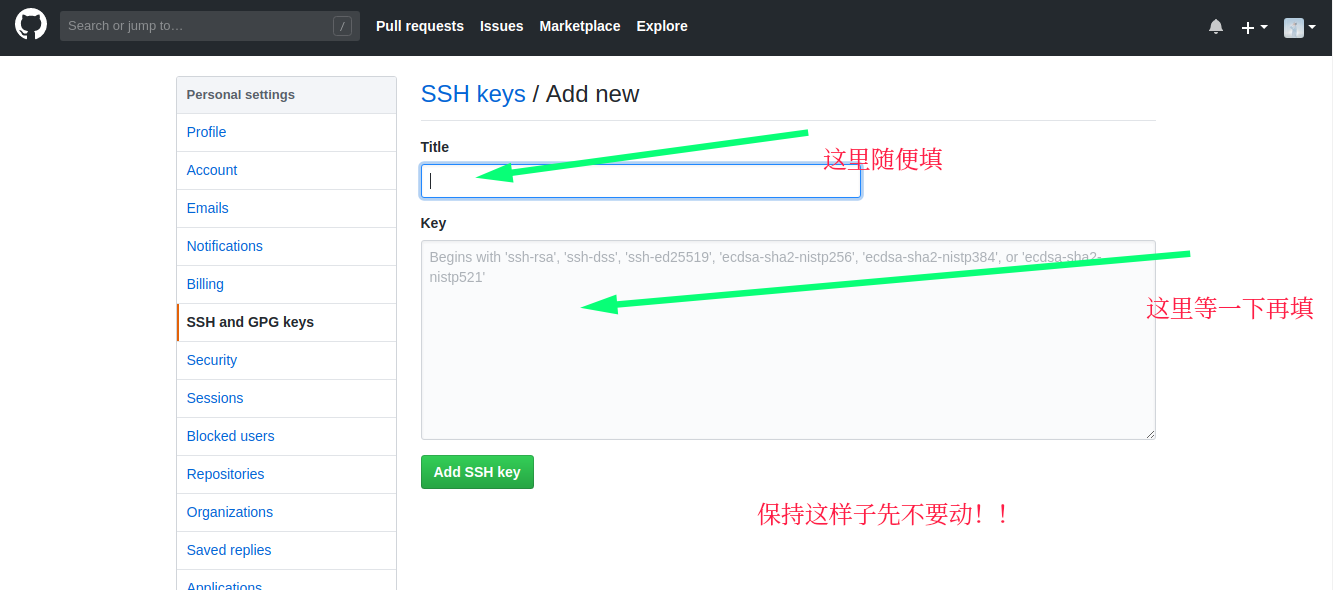 Search or jump to…
/
Pull requests
Issues
Marketplace
Explore
Personal settings
Profile
Account
Emails
Notifications
Billing
SSH and GPG keys
Security
Sessions
Blocked users
Repositories
Organizations
Saved replies
Applications
SSH keys / Add new
Title
这里随便填
Key
Begins with 'ssh-rsa', 'ssh-dss', 'ssh-ed25519', 'ecdsa-sha2-nistp256', 'ecdsa-sha2-nistp384', or 'ecdsa-sha2-
nistp521'
这里等一下再填
Add SSH key
保持这样子先不要动！！